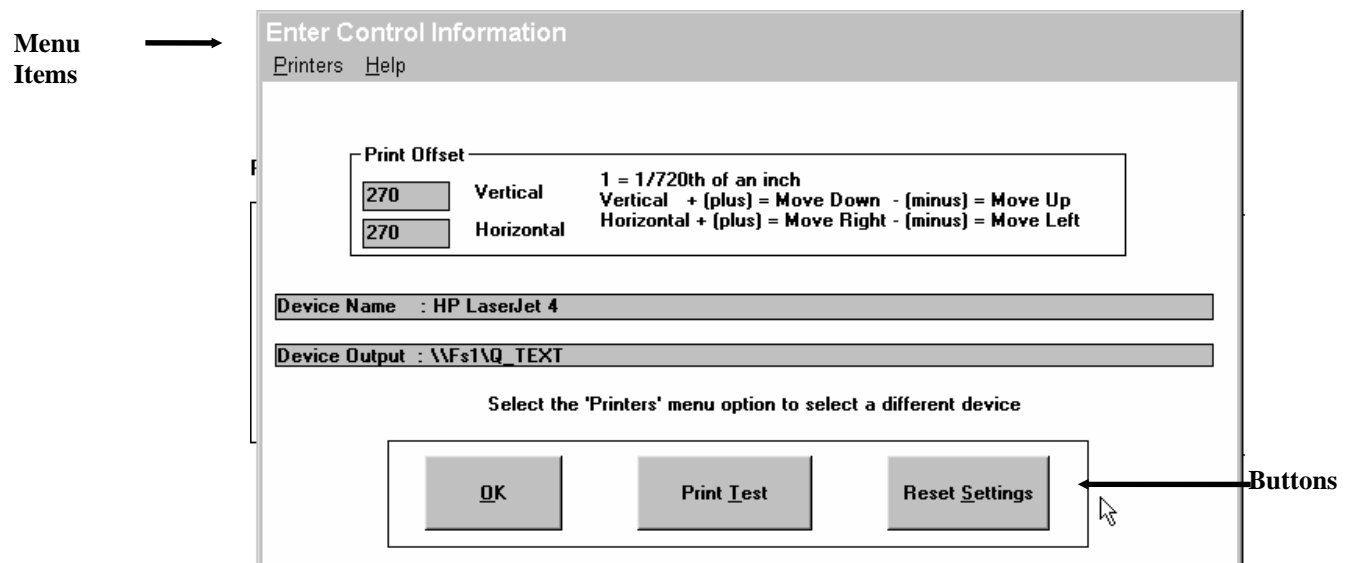 Menu
Items
Enter Control Information
Printers Help
Print Offset
270 Vertical
270 Horizontal
1 = 1/720th of an inch
Vertical + (plus) = Move Down - (minus) = Move Up
Horizontal + (plus) = Move Right - (minus) = Move Left
Device Name : HP LaserJet 4
Device Output : \\Fs1\Q_TEXT
Select the 'Printers' menu option to select a different device
OK Print Test Reset Settings
Buttons